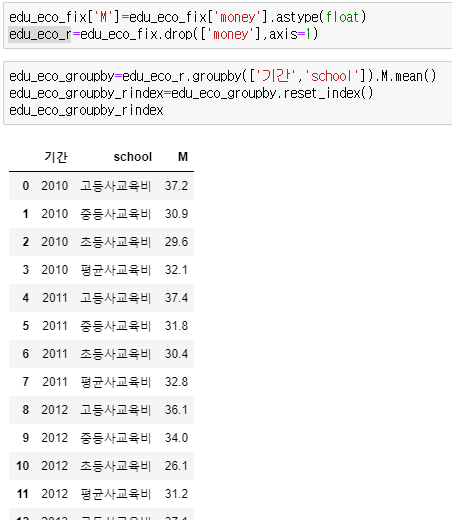 edu_eco_fix['M']=edu_eco_fix['money'].astype(float)
edu_eco_r=edu_eco_fix.drop(['money'],axis=1)
edu_eco_groupby=edu_eco_r.groupby(['기간','school']).M.mean()
edu_eco_groupby_rindex=edu_eco_groupby.reset_index()
edu_eco_groupby_rindex
기간 school M
0 2010 고등사교육비 37.2
1 2010 중등사교육비 30.9
2 2010 초등사교육비 29.6
3 2010 평균사교육비 32.1
4 2011 고등사교육비 37.4
5 2011 중등사교육비 31.8
6 2011 초등사교육비 30.4
7 2011 평균사교육비 32.8
8 2012 고등사교육비 36.1
9 2012 중등사교육비 34.0
10 2012 초등사교육비 26.1
11 2012 평균사교육비 31.2